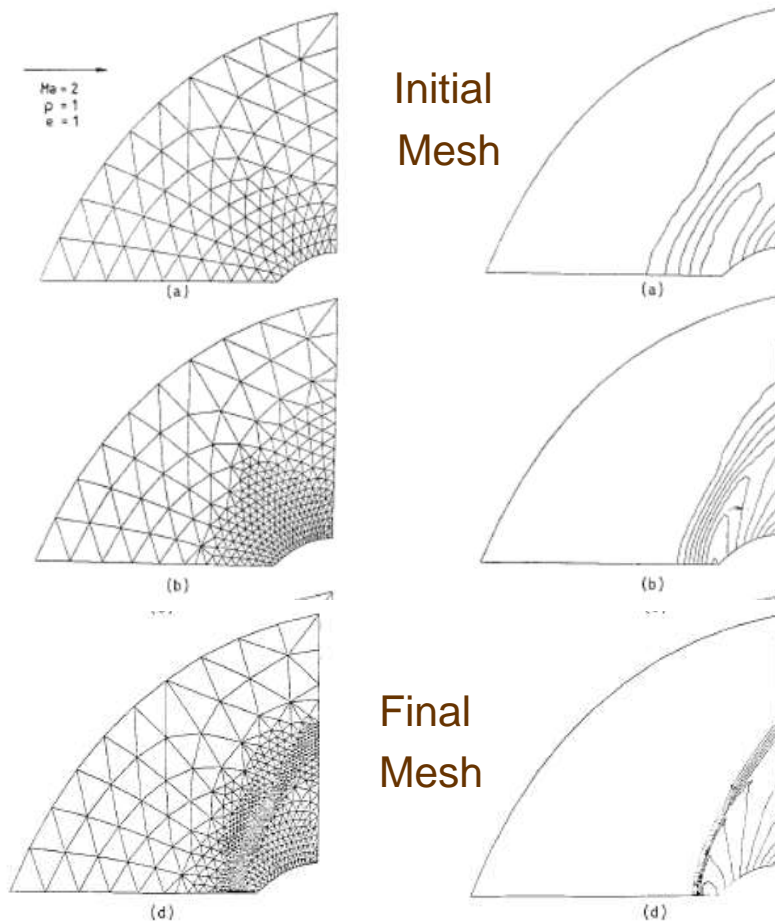 Ma = 2
ρ = 1
e = 1
Initial
Mesh
(a)
(a)
(b)
(b)
Final
Mesh
(d)
(d)